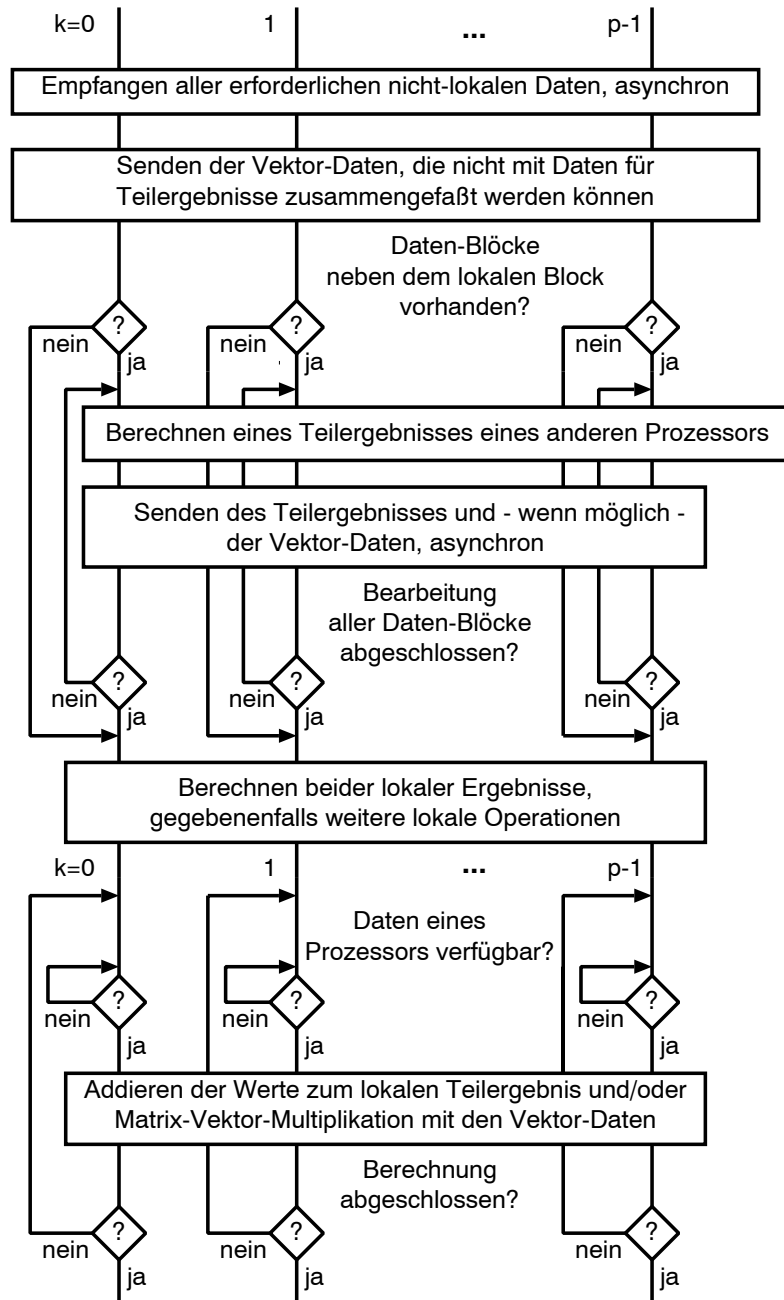 k=0 1 ... p-1
Empfangen aller erforderlichen nicht-lokalen Daten, asynchron
Senden der Vektor-Daten, die nicht mit Daten für
Teilergebnisse zusammengefaßt werden können
Daten-Blöcke
neben dem lokalen Block
vorhanden?
? ? ?
nein nein nein
ja ja ja
Berechnen eines Teilergebnisses eines anderen Prozessors
Senden des Teilergebnisses und - wenn möglich -
der Vektor-Daten, asynchron
Bearbeitung
aller Daten-Blöcke
abgeschlossen?
? ? ?
nein nein nein
ja ja ja
Berechnen beider lokaler Ergebnisse,
gegebenenfalls weitere lokale Operationen
k=0 1 ... p-1
Daten eines
Prozessors verfügbar?
? ? ?
nein nein nein
ja ja ja
Addieren der Werte zum lokalen Teilergebnis und/oder
Matrix-Vektor-Multiplikation mit den Vektor-Daten
Berechnung
abgeschlossen?
? ? ?
nein nein nein
ja ja ja